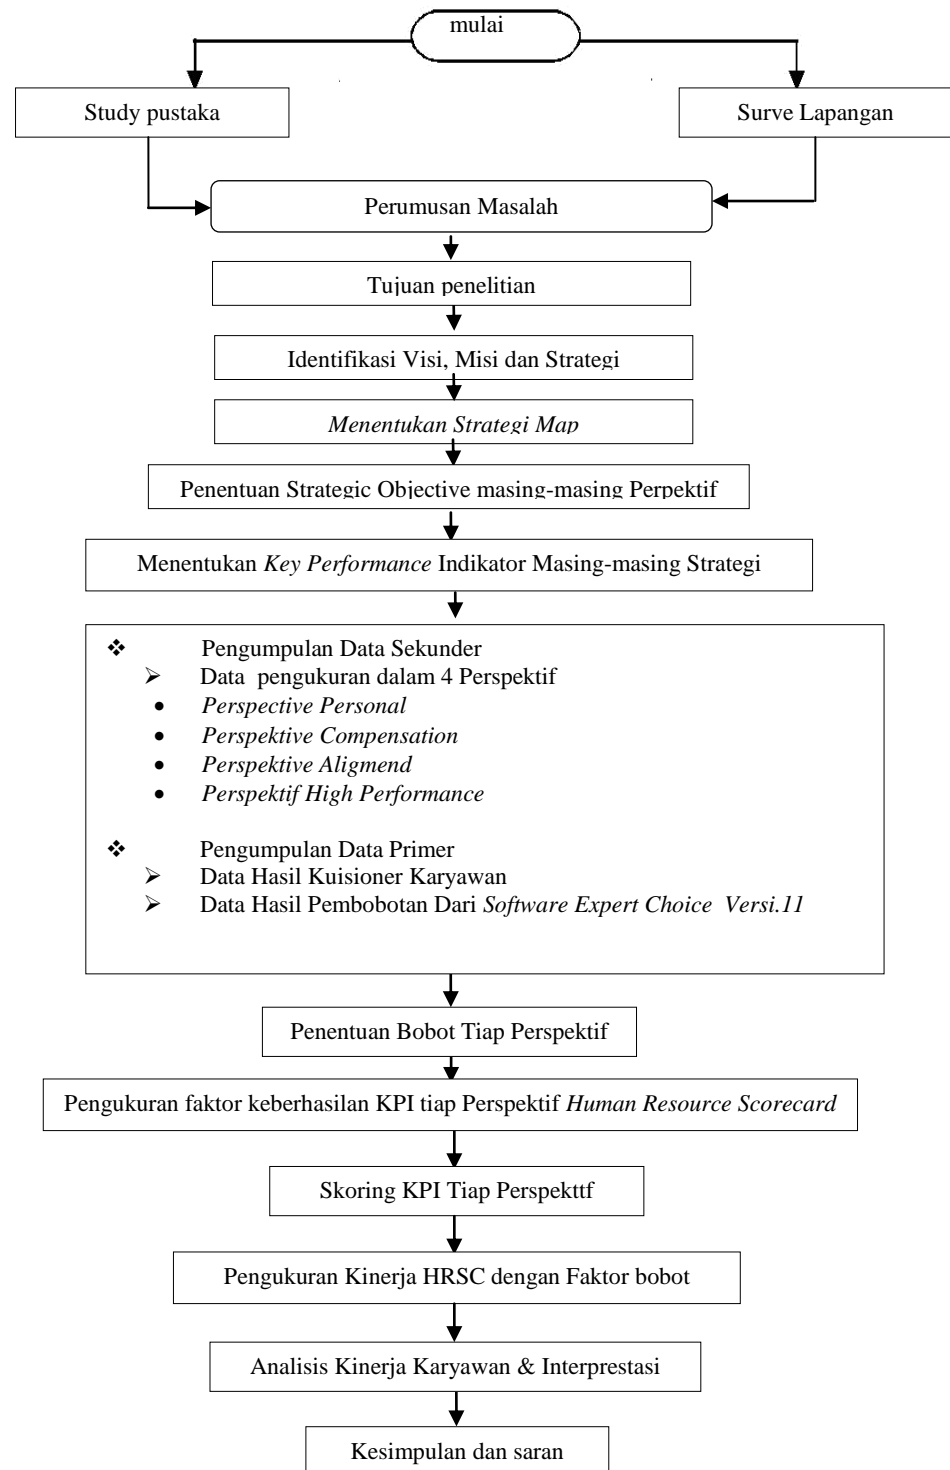 mulai
Study pustaka
Surve Lapangan
Perumusan Masalah
Tujuan penelitian
Identifikasi Visi, Misi dan Strategi
Menentukan Strategi Map
Penentuan Strategic Objective masing-masing Perpektif
Menentukan Key Performance Indikator Masing-masing Strategi
❖ Pengumpulan Data Sekunder
➢ Data pengukuran dalam 4 Perspektif
• Perspective Personal
• Perspektive Compensation
• Perspektive Aligmend
• Perspektif High Performance
❖ Pengumpulan Data Primer
➢ Data Hasil Kuisioner Karyawan
➢ Data Hasil Pembobotan Dari Software Expert Choice Versi.11
Penentuan Bobot Tiap Perspektif
Pengukuran faktor keberhasilan KPI tiap Perspektif Human Resource Scorecard
Skoring KPI Tiap Perspekttf
Pengukuran Kinerja HRSC dengan Faktor bobot
Analisis Kinerja Karyawan & Interprestasi
Kesimpulan dan saran